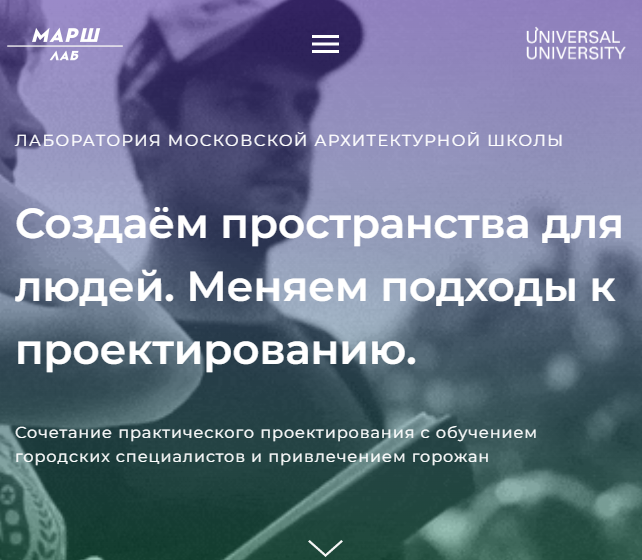 МАРШ
ЛАБ
UNIVERSAL
UNIVERSITY
ЛАБОРАТОРИЯ МОСКОВСКОЙ АРХИТЕКТУРНОЙ ШКОЛЫ
Создаём пространства для
людей. Меняем подходы к
проектированию.
Сочетание практического проектирования с обучением
городских специалистов и привлечением горожан